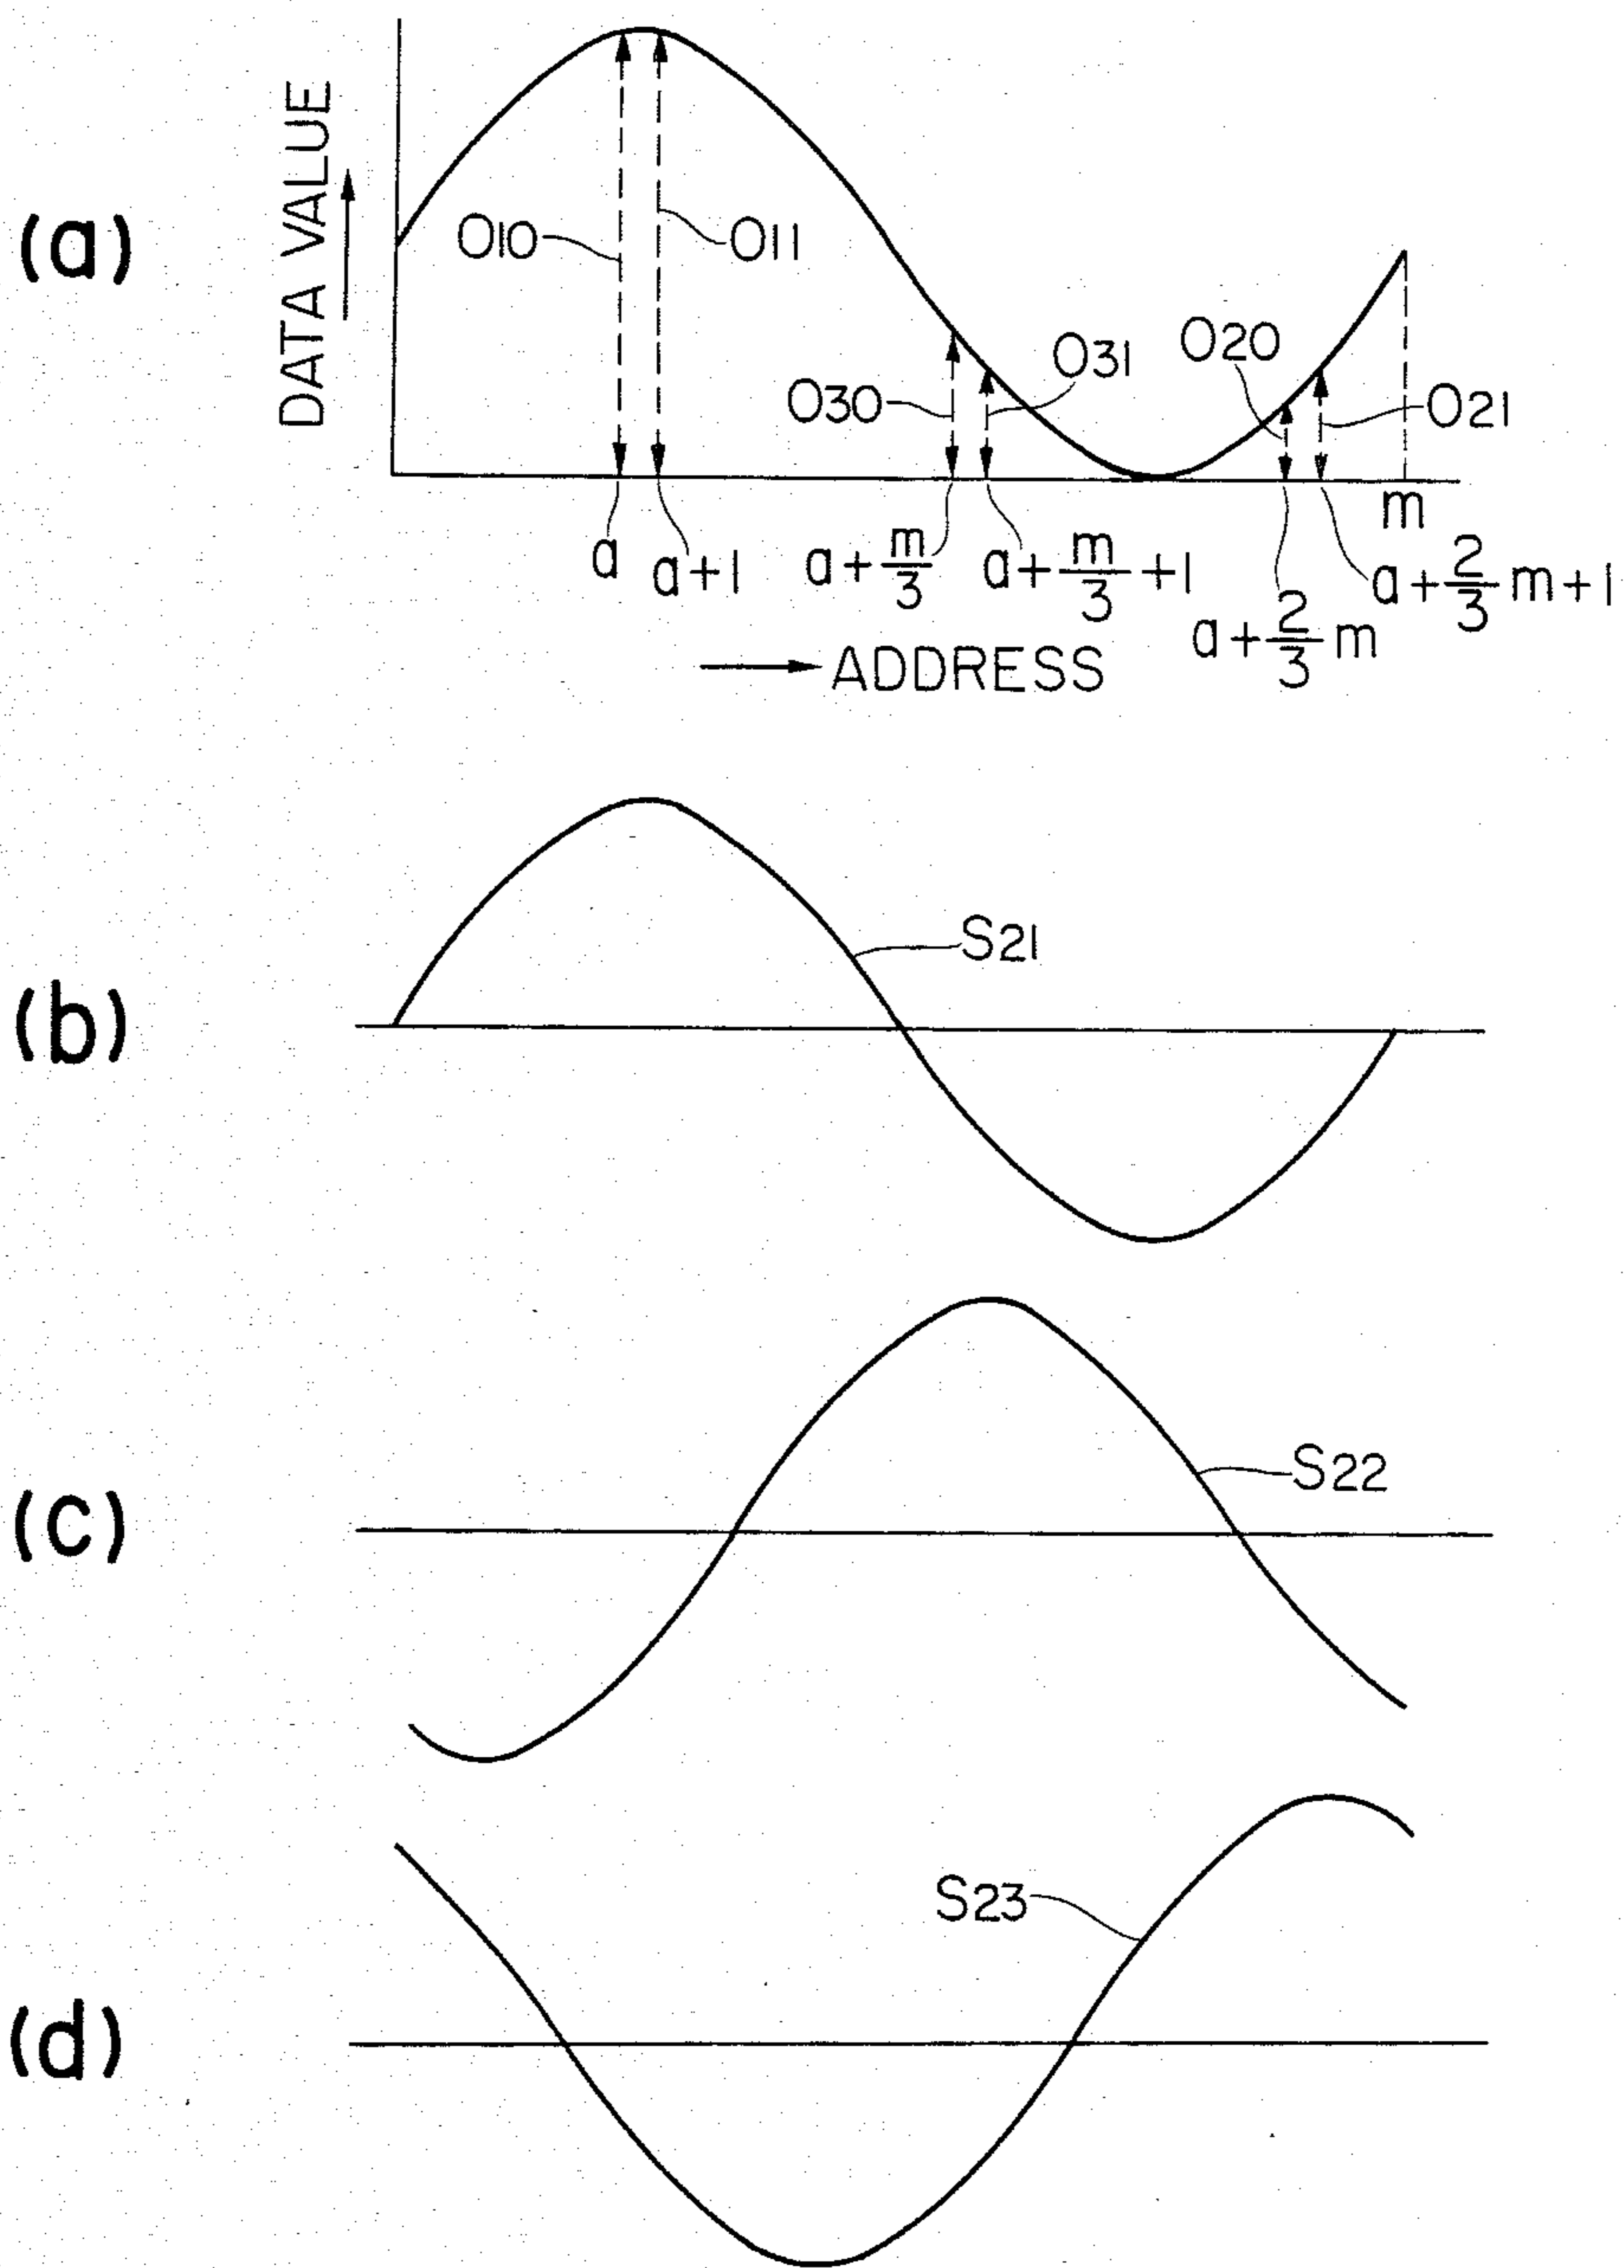 (a)
DATA VALUE
O10
O11
O30
O31
O20
O21
m
a
a+1
a+m/3
a+m/3+1
a+2/3m
a+2/3m+1
ADDRESS
(b)
S21
(c)
S22
(d)
S23